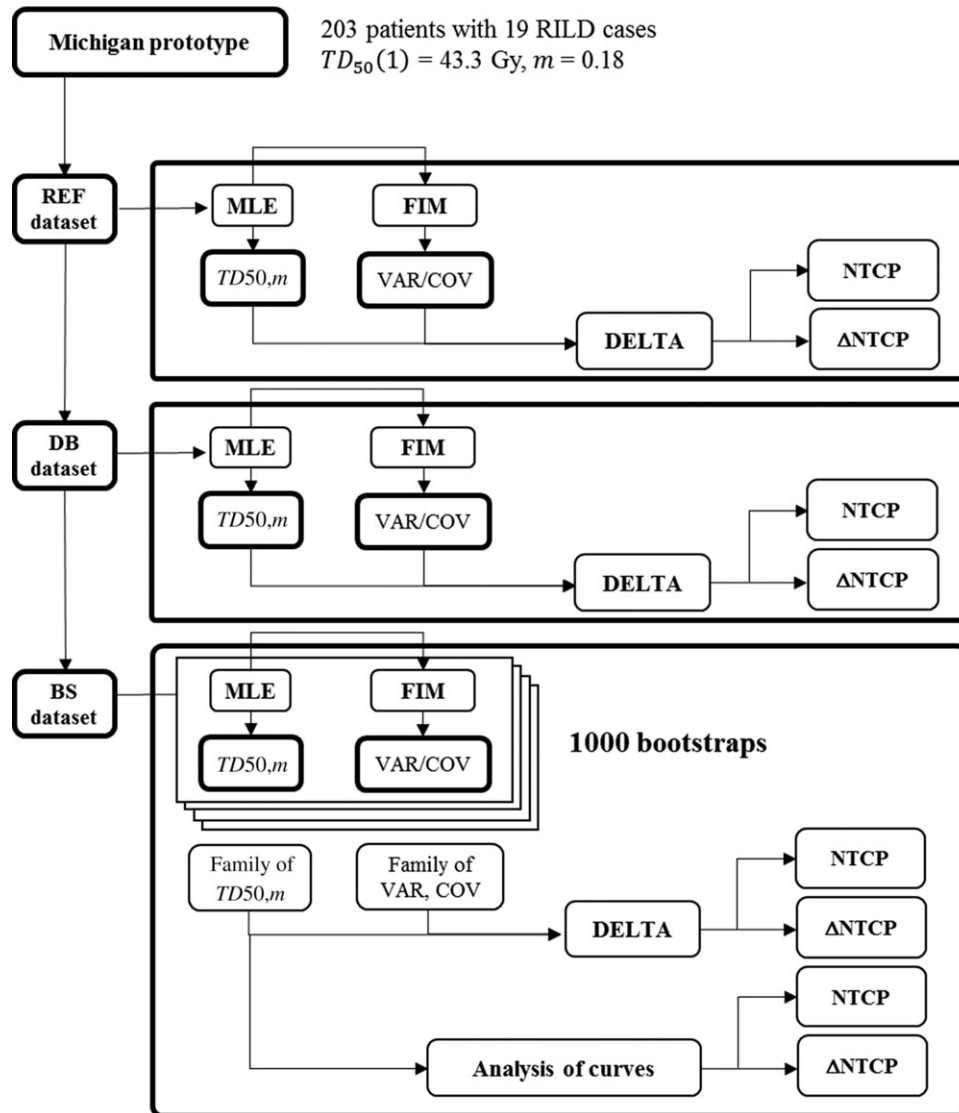 Michigan prototype
203 patients with 19 RILD cases
TD₅₀(1) = 43.3 Gy, m = 0.18
REF
dataset
MLE
FIM
TD50,m
VAR/COV
DELTA
NTCP
ΔNTCP
DB
dataset
MLE
FIM
TD50,m
VAR/COV
DELTA
NTCP
ΔNTCP
BS
dataset
MLE
FIM
TD50,m
VAR/COV
1000 bootstraps
Family of
TD50,m
Family of
VAR, COV
DELTA
NTCP
ΔNTCP
Analysis of curves
NTCP
ΔNTCP